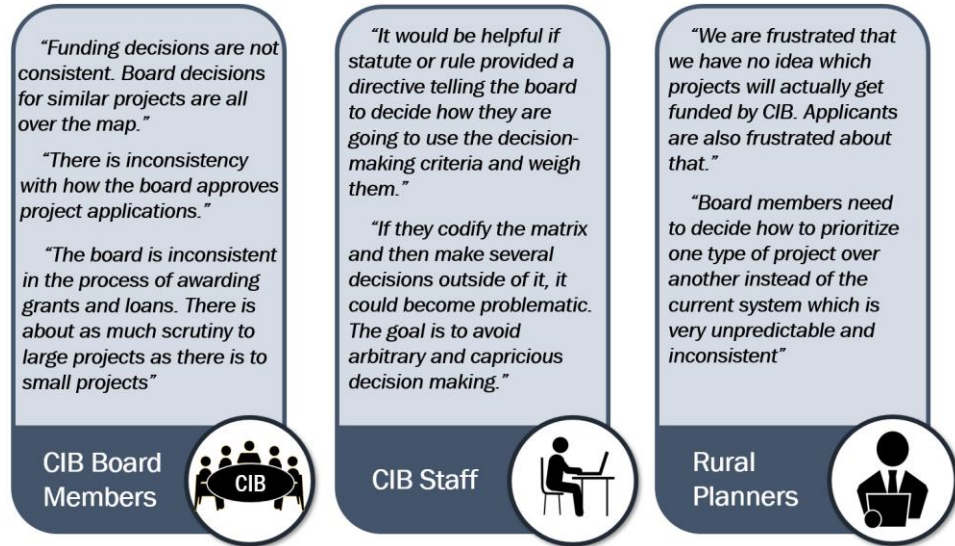 “Funding decisions are not
consistent. Board decisions
for similar projects are all
over the map.”
“There is inconsistency
with how the board approves
project applications.”
“The board is inconsistent
in the process of awarding
grants and loans. There is
about as much scrutiny to
large projects as there is to
small projects”
CIB Board
Members
CIB
“It would be helpful if
statute or rule provided a
directive telling the board
to decide how they are
going to use the decision-
making criteria and weigh
them.”
“If they codify the matrix
and then make several
decisions outside of it, it
could become problematic.
The goal is to avoid
arbitrary and capricious
decision making.”
CIB Staff
“We are frustrated that
we have no idea which
projects will actually get
funded by CIB. Applicants
are also frustrated about
that.”
“Board members need
to decide how to prioritize
one type of project over
another instead of the
current system which is
very unpredictable and
inconsistent”
Rural
Planners